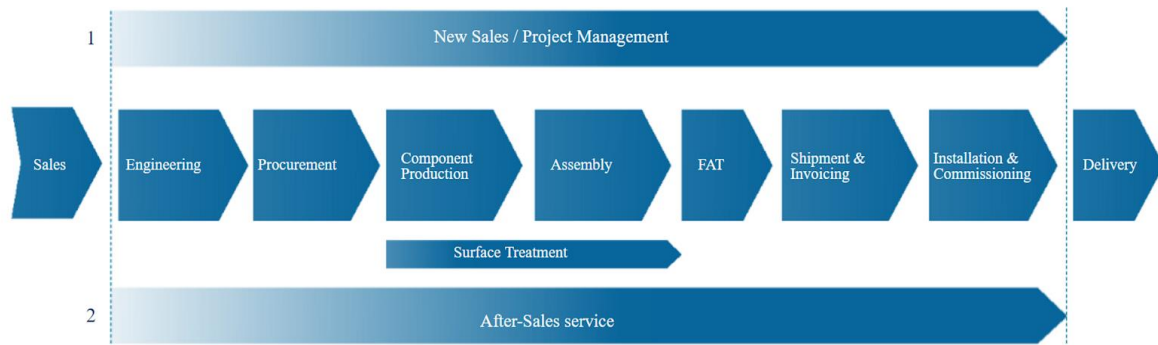 1
New Sales / Project Management
Sales
Engineering
Procurement
Component
Production
Assembly
FAT
Shipment &
Invoicing
Installation &
Commissioning
Delivery
Surface Treatment
2
After-Sales service